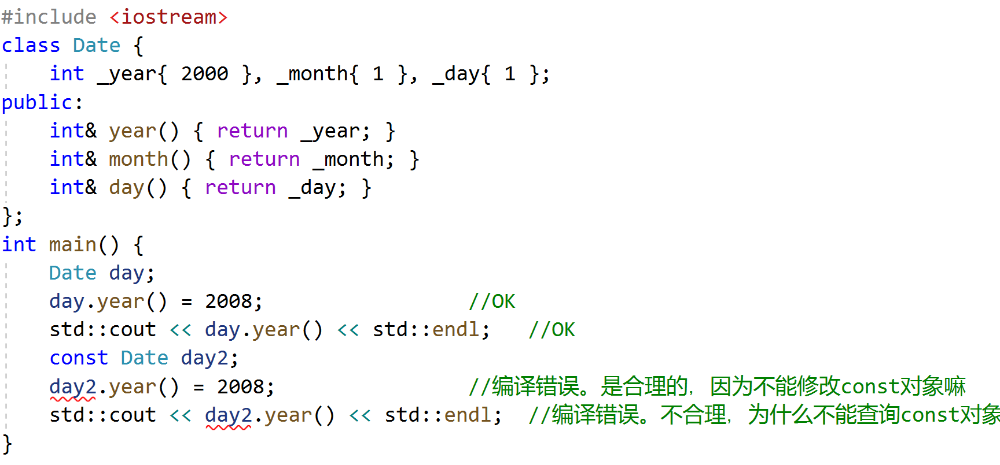 #include <iostream>
class Date {
    int _year{ 2000 }, _month{ 1 }, _day{ 1 };
public:
    int& year() { return _year; }
    int& month() { return _month; }
    int& day() { return _day; }
};
int main() {
    Date day;
    day.year() = 2008;                 //OK
    std::cout << day.year() << std::endl;   //OK
    const Date day2;
    day2.year() = 2008;                //编译错误。是合理的，因为不能修改const对象嘛
    std::cout << day2.year() << std::endl;  //编译错误。不合理，为什么不能查询const对象
}